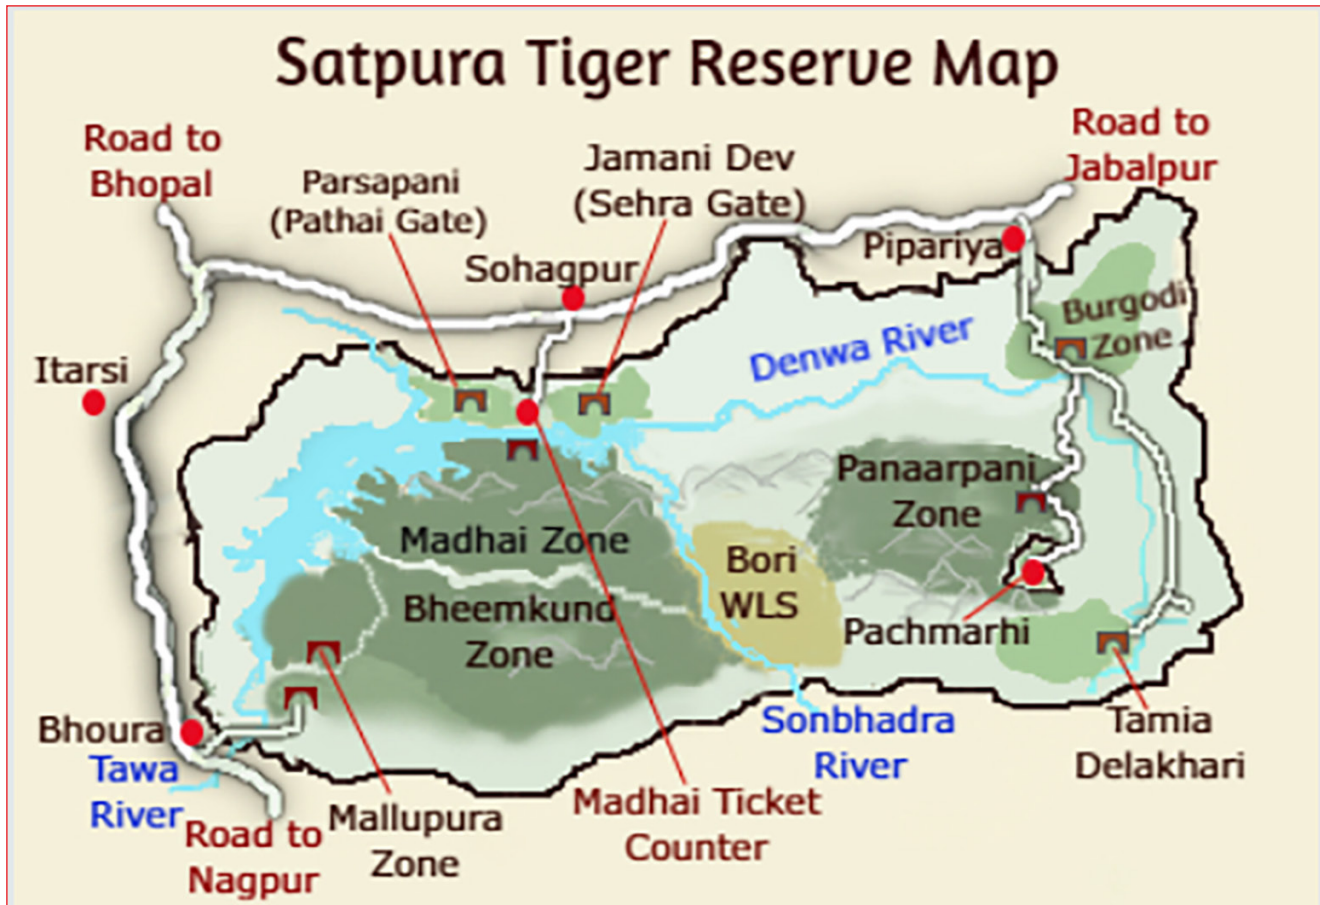 Satpura Tiger Reserve Map
Road to
Bhopal
Parsapani
(Pathai Gate)
Jamani Dev
(Sehra Gate)
Road to
Jabalpur
Sohagpur
Pipariya
Burgodi
Zone
Itarsi
Denwa River
Panaarpani
Zone
Madhai Zone
Bori
WLS
Bheemkund
Zone
Pachmarhi
Bhoura
Tawa
River
Sonbhadra
River
Tamia
Delakhari
Road to
Nagpur
Mallupura
Zone
Madhai Ticket
Counter